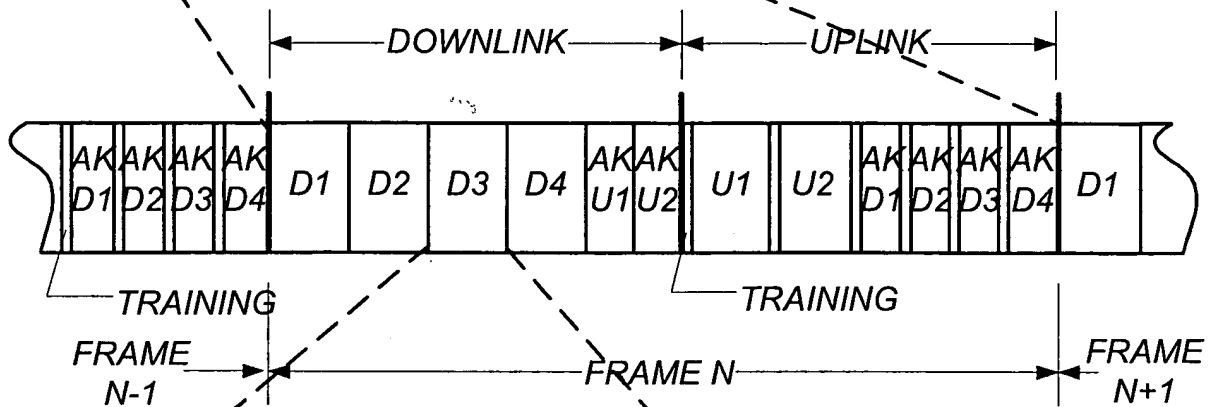 DOWNLINK UPLINK
AK AK AK AK AK AK AK AK AK AK
D1 D2 D3 D4 D1 D2 D3 D4 U1 U2 U1 U2 D1 D2 D3 D4 D1
TRAINING TRAINING
FRAME FRAME N FRAME
N-1 N+1